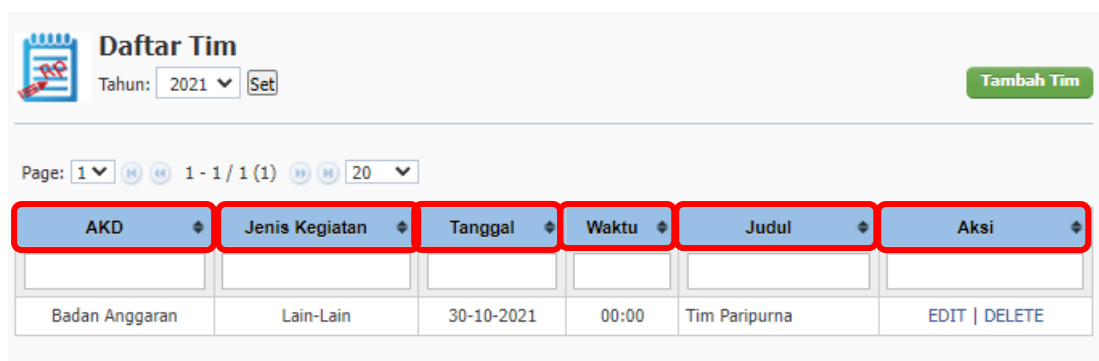 Daftar Tim
Tahun: 2021 Set
Tambah Tim
Page: 1 1 - 1 / 1 (1) 20
AKD Jenis Kegiatan Tanggal Waktu Judul Aksi
Badan Anggaran Lain-Lain 30-10-2021 00:00 Tim Paripurna EDIT | DELETE